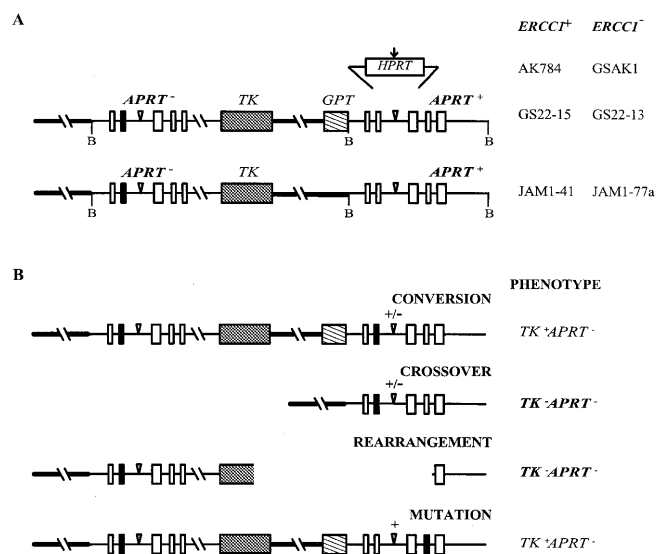 A
ERCC1+ ERCC1-
HPRT
AK784 GSAK1
APRT- TK GPT APRT+
GS22-15 GS22-13
B B B
APRT- TK APRT+
JAM1-41 JAM1-77a
B B B
B
PHENOTYPE
CONVERSION
+/-
TK+APRT-
CROSSOVER
+/-
TK-APRT-
REARRANGEMENT
TK-APRT-
MUTATION
+
TK+APRT-